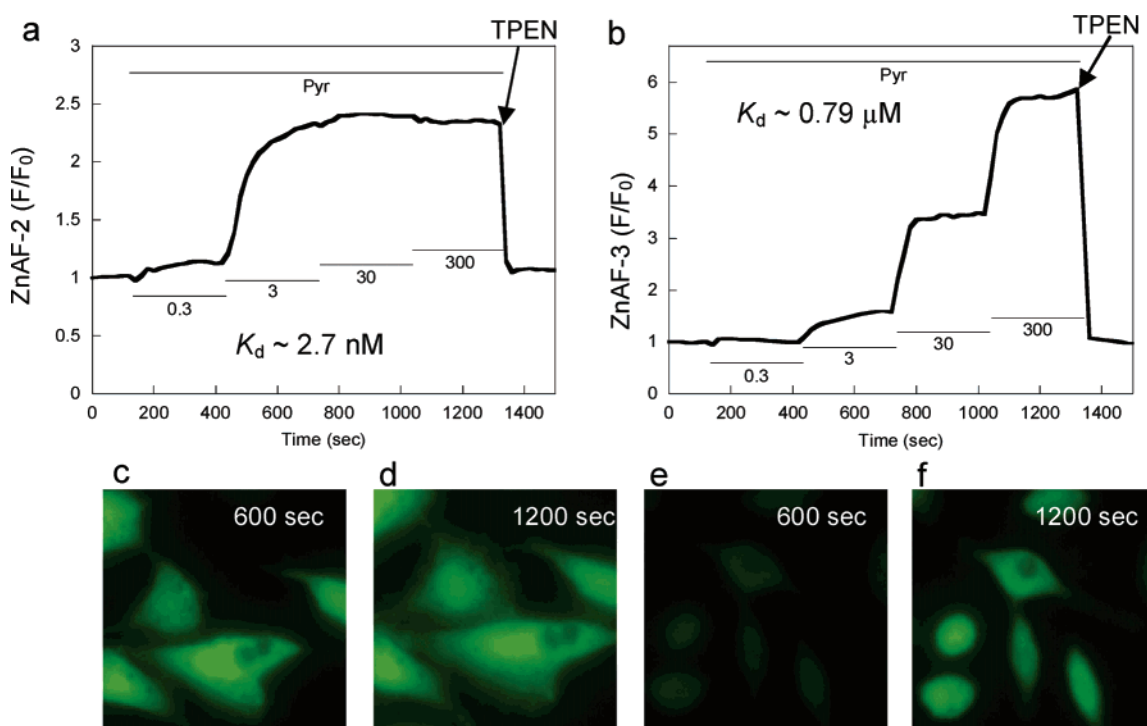 a
TPEN
3
2.5
2
1.5
1
0.5
0
ZnAF-2 (F/F₀)
Pyr
0.3
3
30
300
Kd ~ 2.7 nM
0 200 400 600 800 1000 1200 1400
Time (sec)
b
TPEN
6
5
4
3
2
1
0
ZnAF-3 (F/F₀)
Pyr
Kd ~ 0.79 μM
0.3
3
30
300
0 200 400 600 800 1000 1200 1400
Time (sec)
c
600 sec
d
1200 sec
e
600 sec
f
1200 sec